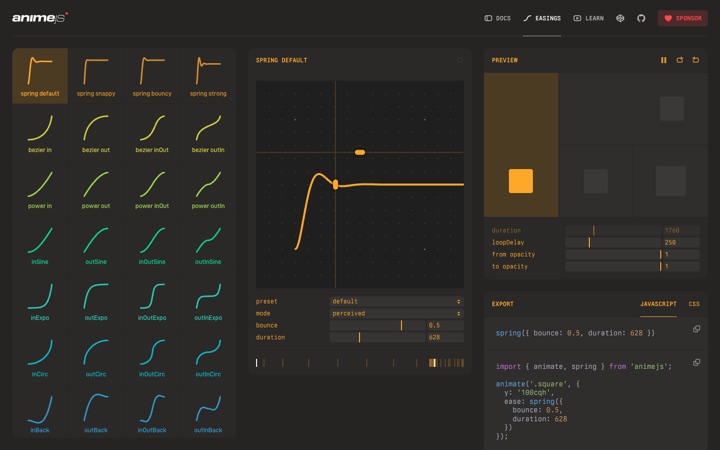 animejs
DOCS
EASINGS
LEARN
SPONSOR
spring default
spring snappy
spring bouncy
spring strong
bezier in
bezier out
bezier inOut
bezier outIn
power in
power out
power inOut
power outIn
inSine
outSine
inOutSine
outInSine
inExpo
outExpo
inOutExpo
outInExpo
inCirc
outCirc
inOutCirc
outInCirc
inBack
outBack
inOutBack
outInBack
SPRING DEFAULT
preset default
mode perceived
bounce 0.5
duration 628
PREVIEW
duration 1760
loopDelay 250
from opacity 1
to opacity 1
EXPORT
JAVASCRIPT
CSS
spring({ bounce: 0.5, duration: 628 })
import { animate, spring } from 'animejs';
animate('.square', {
y: '100cqh',
ease: spring({
bounce: 0.5,
duration: 628
})
});